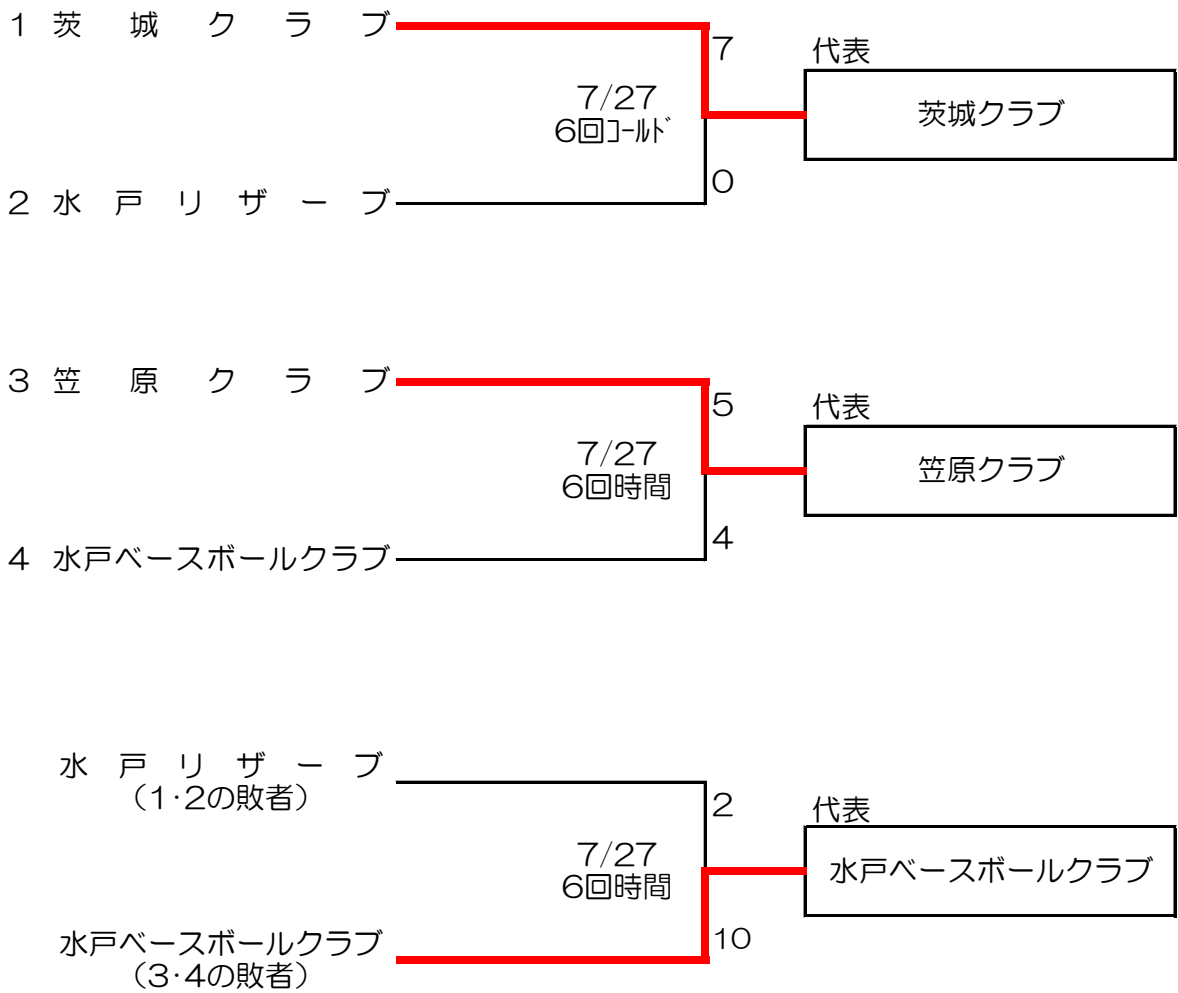 1 茨城クラブ
7
代表
7/27
6回ｺｰﾙﾄﾞ
茨城クラブ
0
2 水戸リザーブ
3 笠原クラブ
5
代表
7/27
6回時間
笠原クラブ
4
4 水戸ベースボールクラブ
水戸リザーブ
(1･2の敗者)
2
代表
7/27
6回時間
水戸ベースボールクラブ
10
水戸ベースボールクラブ
(3･4の敗者)